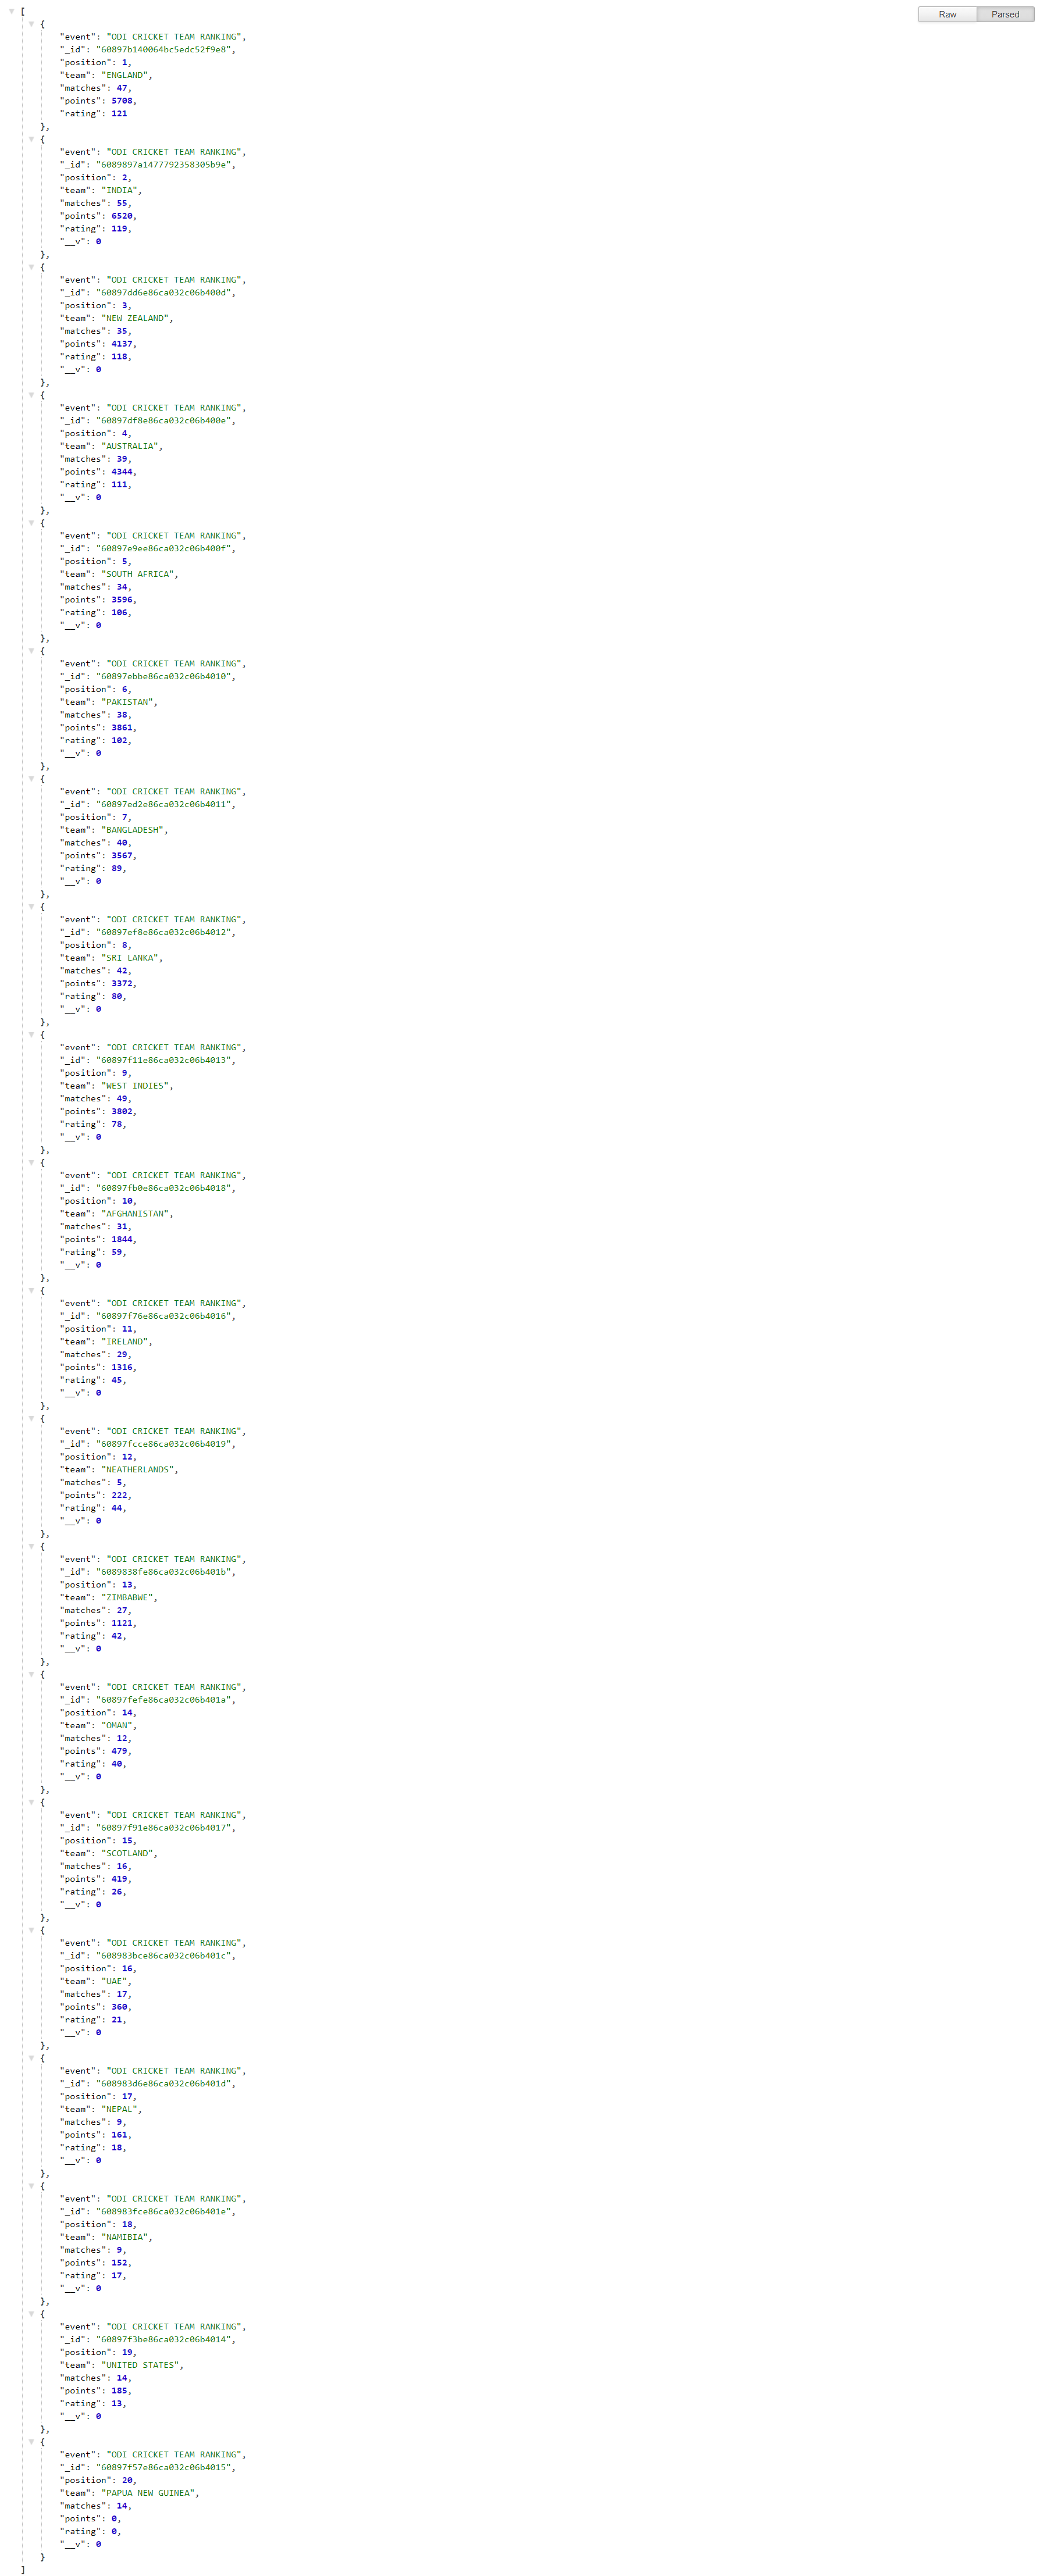 [
Raw Parsed
{
"event": "ODI CRICKET TEAM RANKING",
"_id": "60897b140064bc5edc52f9e8",
"position": 1,
"team": "ENGLAND",
"matches": 47,
"points": 5708,
"rating": 121
},
{
"event": "ODI CRICKET TEAM RANKING",
"_id": "6089897a1477792358305b9e",
"position": 2,
"team": "INDIA",
"matches": 55,
"points": 6520,
"rating": 119,
"__v": 0
},
{
"event": "ODI CRICKET TEAM RANKING",
"_id": "60897dd6e86ca032c06b400d",
"position": 3,
"team": "NEW ZEALAND",
"matches": 35,
"points": 4137,
"rating": 118,
"__v": 0
},
{
"event": "ODI CRICKET TEAM RANKING",
"_id": "60897df8e86ca032c06b400e",
"position": 4,
"team": "AUSTRALIA",
"matches": 39,
"points": 4344,
"rating": 111,
"__v": 0
},
{
"event": "ODI CRICKET TEAM RANKING",
"_id": "60897e9ee86ca032c06b400f",
"position": 5,
"team": "SOUTH AFRICA",
"matches": 34,
"points": 3596,
"rating": 106,
"__v": 0
},
{
"event": "ODI CRICKET TEAM RANKING",
"_id": "60897ebbe86ca032c06b4010",
"position": 6,
"team": "PAKISTAN",
"matches": 38,
"points": 3861,
"rating": 102,
"__v": 0
},
{
"event": "ODI CRICKET TEAM RANKING",
"_id": "60897ed2e86ca032c06b4011",
"position": 7,
"team": "BANGLADESH",
"matches": 40,
"points": 3567,
"rating": 89,
"__v": 0
},
{
"event": "ODI CRICKET TEAM RANKING",
"_id": "60897ef8e86ca032c06b4012",
"position": 8,
"team": "SRI LANKA",
"matches": 42,
"points": 3372,
"rating": 80,
"__v": 0
},
{
"event": "ODI CRICKET TEAM RANKING",
"_id": "60897f11e86ca032c06b4013",
"position": 9,
"team": "WEST INDIES",
"matches": 49,
"points": 3802,
"rating": 78,
"__v": 0
},
{
"event": "ODI CRICKET TEAM RANKING",
"_id": "60897fb0e86ca032c06b4018",
"position": 10,
"team": "AFGHANISTAN",
"matches": 31,
"points": 1844,
"rating": 59,
"__v": 0
},
{
"event": "ODI CRICKET TEAM RANKING",
"_id": "60897f76e86ca032c06b4016",
"position": 11,
"team": "IRELAND",
"matches": 29,
"points": 1316,
"rating": 45,
"__v": 0
},
{
"event": "ODI CRICKET TEAM RANKING",
"_id": "60897fcce86ca032c06b4019",
"position": 12,
"team": "NEATHERLANDS",
"matches": 5,
"points": 222,
"rating": 44,
"__v": 0
},
{
"event": "ODI CRICKET TEAM RANKING",
"_id": "6089838fe86ca032c06b401b",
"position": 13,
"team": "ZIMBABWE",
"matches": 27,
"points": 1121,
"rating": 42,
"__v": 0
},
{
"event": "ODI CRICKET TEAM RANKING",
"_id": "60897fefe86ca032c06b401a",
"position": 14,
"team": "OMAN",
"matches": 12,
"points": 479,
"rating": 40,
"__v": 0
},
{
"event": "ODI CRICKET TEAM RANKING",
"_id": "60897f91e86ca032c06b4017",
"position": 15,
"team": "SCOTLAND",
"matches": 16,
"points": 419,
"rating": 26,
"__v": 0
},
{
"event": "ODI CRICKET TEAM RANKING",
"_id": "608983bce86ca032c06b401c",
"position": 16,
"team": "UAE",
"matches": 17,
"points": 360,
"rating": 21,
"__v": 0
},
{
"event": "ODI CRICKET TEAM RANKING",
"_id": "608983d6e86ca032c06b401d",
"position": 17,
"team": "NEPAL",
"matches": 9,
"points": 161,
"rating": 18,
"__v": 0
},
{
"event": "ODI CRICKET TEAM RANKING",
"_id": "608983fce86ca032c06b401e",
"position": 18,
"team": "NAMIBIA",
"matches": 9,
"points": 152,
"rating": 17,
"__v": 0
},
{
"event": "ODI CRICKET TEAM RANKING",
"_id": "60897f3be86ca032c06b4014",
"position": 19,
"team": "UNITED STATES",
"matches": 14,
"points": 185,
"rating": 13,
"__v": 0
},
{
"event": "ODI CRICKET TEAM RANKING",
"_id": "60897f57e86ca032c06b4015",
"position": 20,
"team": "PAPUA NEW GUINEA",
"matches": 14,
"points": 0,
"rating": 0,
"__v": 0
}
]